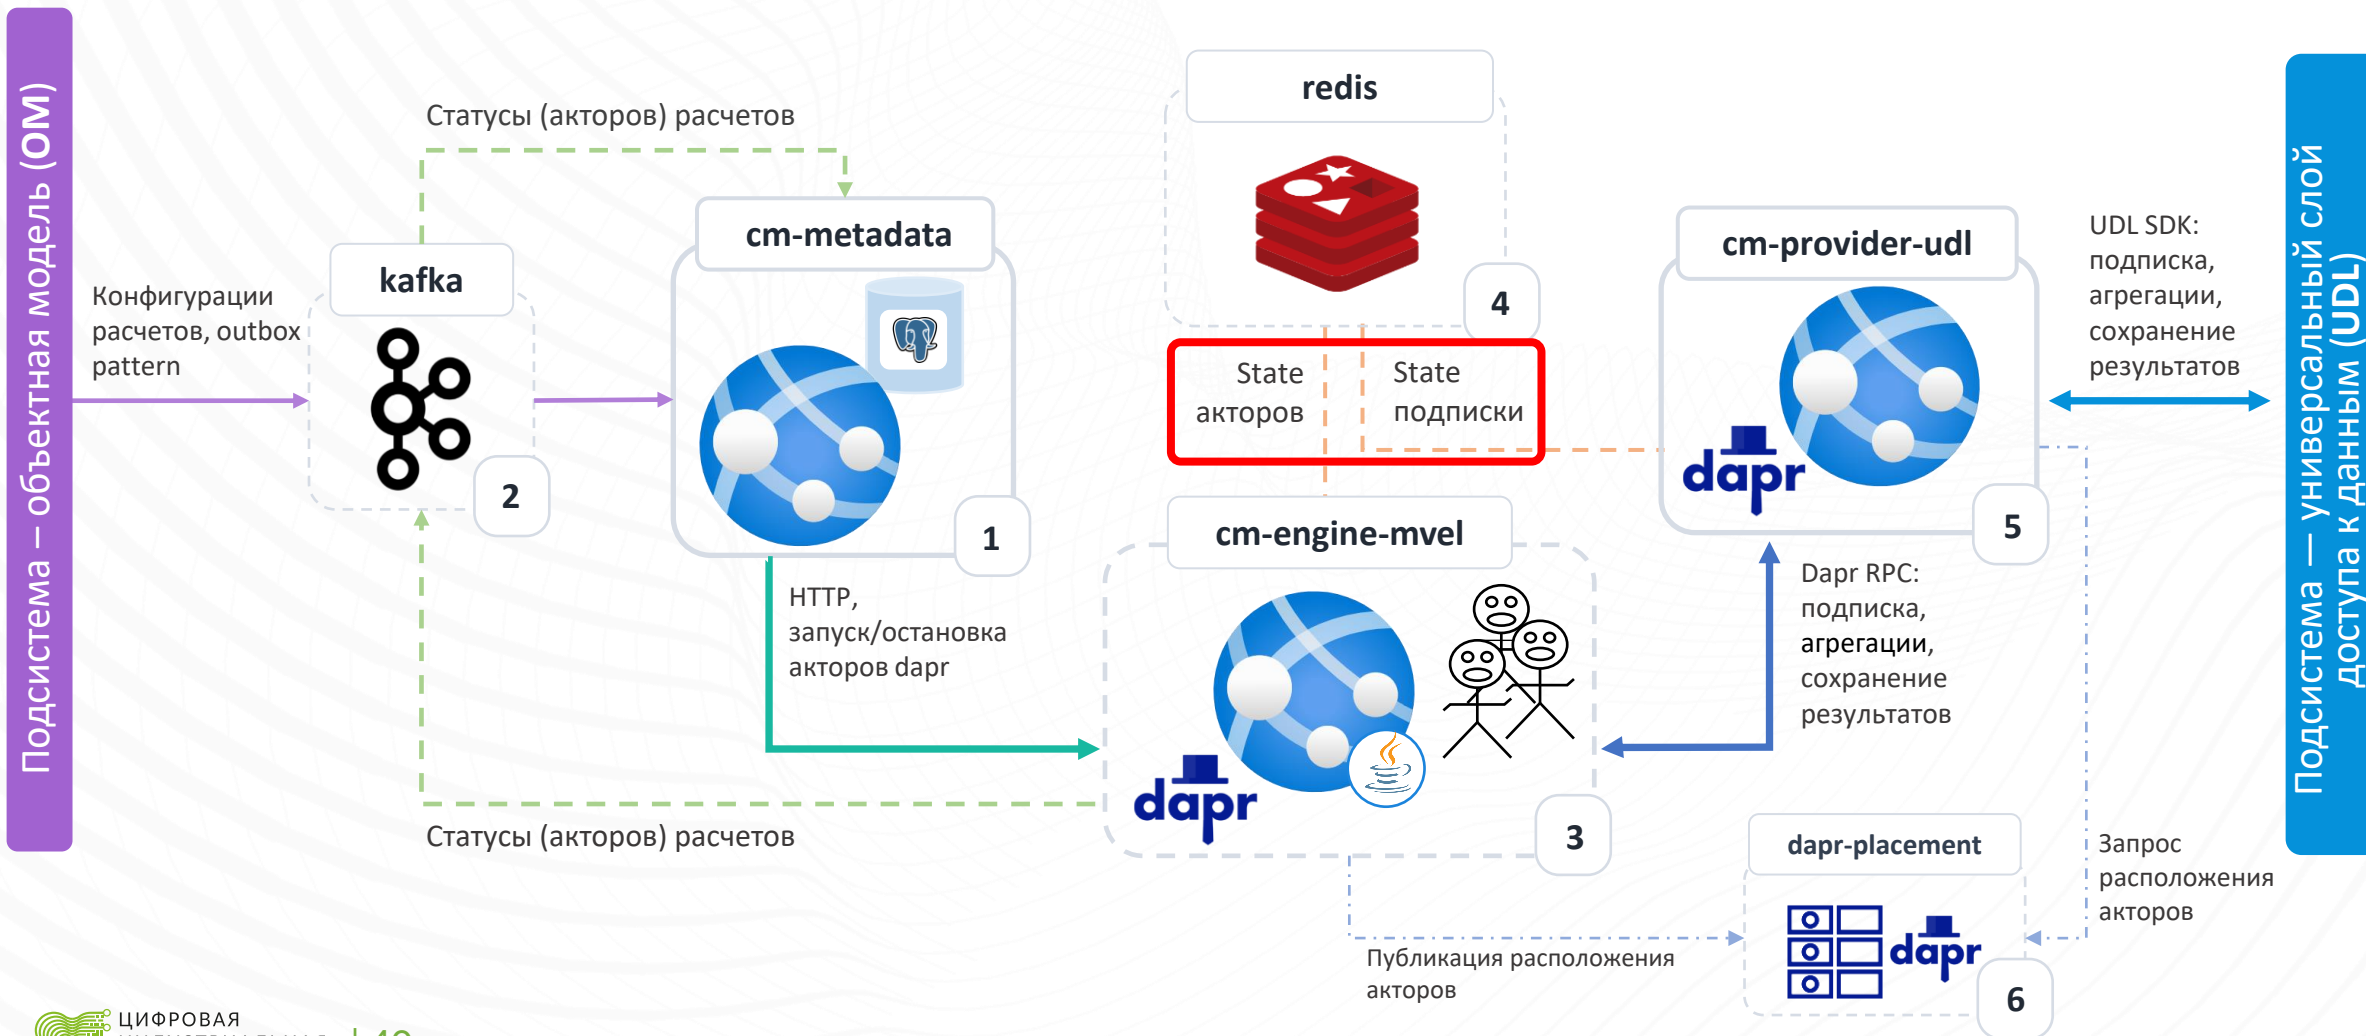 Подсистема — объектная модель (ОМ)
Конфигурации
расчетов, outbox
pattern
Статусы (акторов) расчетов
kafka
2
cm-metadata
1
HTTP,
запуск/остановка
акторов dapr
Статусы (акторов) расчетов
redis
4
State
акторов
State
подписки
cm-engine-mvel
dapr
3
cm-provider-udl
dapr
5
UDL SDK:
подписка,
агрегации,
сохранение
результатов
Dapr RPC:
подписка,
агрегации,
сохранение
результатов
Подсистема — универсальный слой
доступа к данным (UDL)
dapr-placement
dapr
6
Запрос
расположения
акторов
Публикация расположения
акторов
ЦИФРОВАЯ